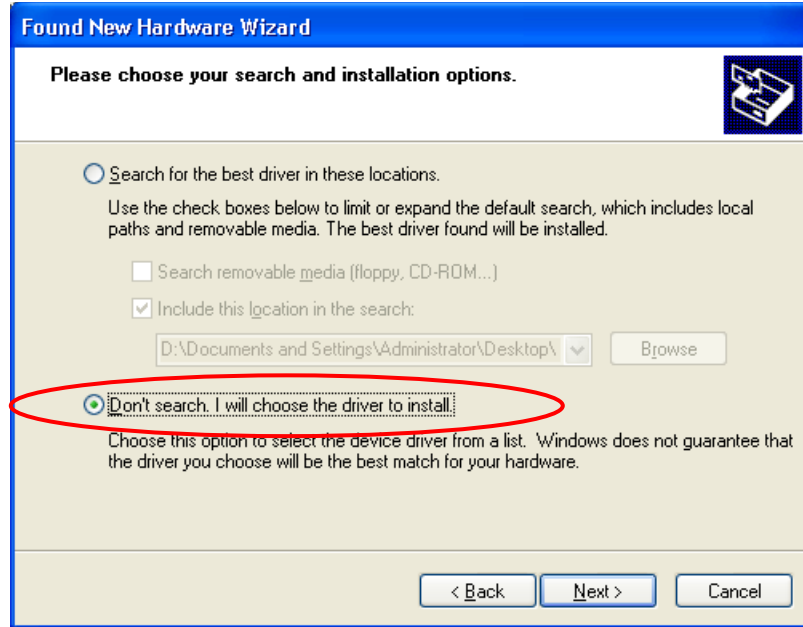 Found New Hardware Wizard
Please choose your search and installation options.
Search for the best driver in these locations.
Use the check boxes below to limit or expand the default search, which includes local
paths and removable media. The best driver found will be installed.
Search removable media (floppy, CD-ROM...)
Include this location in the search:
D:\Documents and Settings\Administrator\Desktop\
Browse
Don't search. I will choose the driver to install.
Choose this option to select the device driver from a list. Windows does not guarantee that
the driver you choose will be the best match for your hardware.
< Back
Next >
Cancel